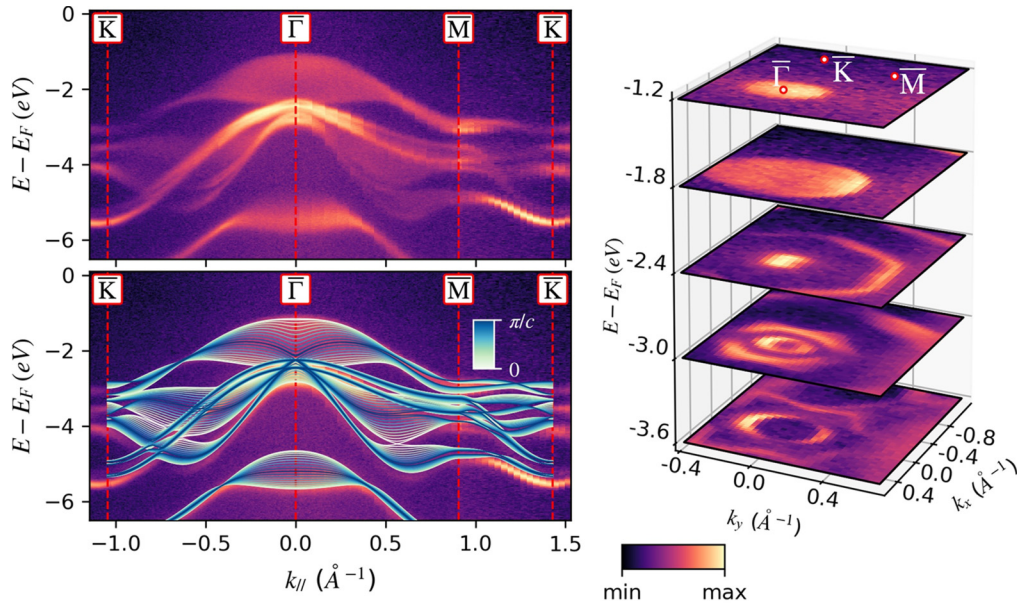 K̅ Γ̅ M̅ K̅
0
−2
−4
−6
E − E_F (eV)
K̅ Γ̅ M̅ K̅
π/c
0
0
−2
−4
−6
E − E_F (eV)
−1.0 −0.5 0.0 0.5 1.0 1.5
k_// (Å⁻¹)
Γ̅ K̅ M̅
-1.2
-1.8
-2.4
-3.0
-3.6
E − E_F (eV)
-0.4 0.0 0.4
k_y (Å⁻¹)
-0.8
-0.4
0.0
0.4
k_x (Å⁻¹)
min max